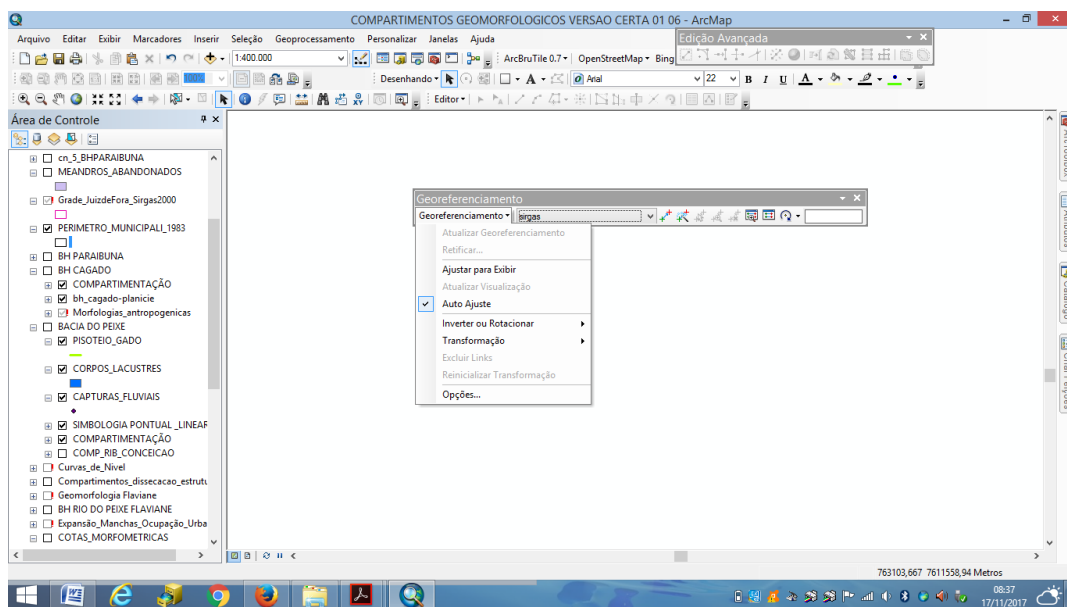 COMPARTIMENTOS GEOMORFOLOGICOS VERSAO CERTA 01 06 - ArcMap
Arquivo Editar Exibir Marcadores Inserir Seleção Geoprocessamento Personalizar Janelas Ajuda
Edição Avançada
1:400.000
ArcBruTile 0.7 OpenStreetMap Bing
100%
Desenhando A Arial 22 B I U A
Editor
Área de Controle
cn_5_BHPARAIBUNA
MEANDROS_ABANDONADOS
Grade_JuizdeFora_Sirgas2000
PERIMETRO_MUNICIPALI_1983
BH PARAIBUNA
BH CAGADO
COMPARTIMENTAÇÃO
bh_cagado-planicie
Morfologias_antropogenicas
BACIA DO PEIXE
PISOTEIO_GADO
CORPOS_LACUSTRES
CAPTURAS_FLUVIAIS
SIMBOLOGIA PONTUAL _LINEAR
COMPARTIMENTAÇÃO
COMP_RIB_CONCEICAO
Curvas_de_Nivel
Compartimentos_dissecacao_estrutu
Geomorfologia Flaviane
BH RIO DO PEIXE FLAVIANE
Expansão_Manchas_Ocupação_Urba
COTAS_MORFOMETRICAS
Georeferenciamento
Georeferenciamento sirgas
Atualizar Georeferenciamento
Retificar...
Ajustar para Exibir
Atualizar Visualização
Auto Ajuste
Inverter ou Rotacionar
Transformação
Excluir Links
Reinicializar Transformação
Opções...
763103,667 7611558,94 Metros
08:37
17/11/2017